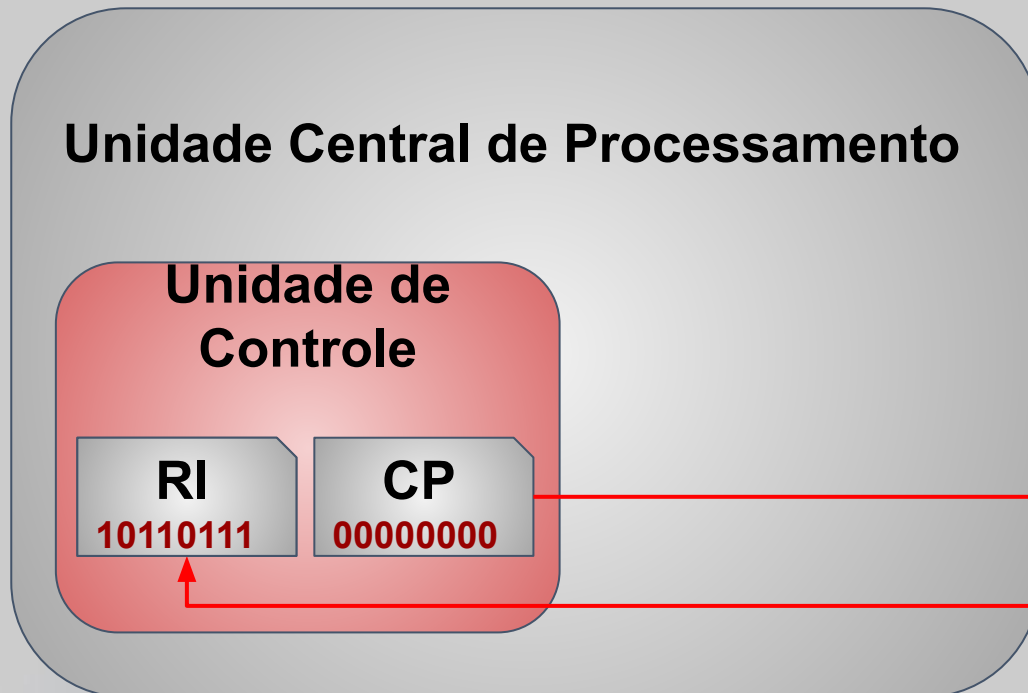 Unidade Central de Processamento
Unidade de
Controle
RI
10110111
CP
00000000